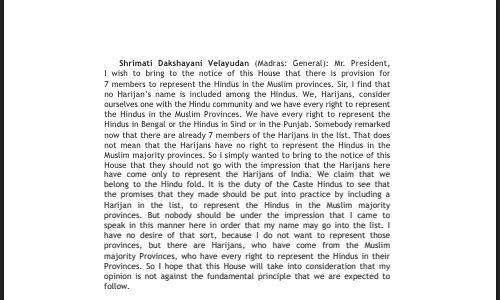 Shrimati Dakshayani Velayudan (Madras: General): Mr. President,
I wish to bring to the notice of this House that there is provision for
7 members to represent the Hindus in the Muslim provinces. Sir, I find that
no Harijan's name is included among the Hindus. We, Harijans, consider
ourselves one with the Hindu community and we have every right to represent
the Hindus in the Muslim Provinces. We have every right to represent the
Hindus in Bengal or the Hindus in Sind or in the Punjab. Somebody remarked
now that there are already 7 members of the Harijans in the list. That does
not mean that the Harijans have no right to represent the Hindus in the
Muslim majority provinces. So I simply wanted to bring to the notice of this
House that they should not go with the impression that the Harijans here
have come only to represent the Harijans of India. We claim that we
belong to the Hindu fold. It is the duty of the Caste Hindus to see that
the promises that they made should be put into practice by including a
Harijan in the list, to represent the Hindus in the Muslim majority
provinces. But nobody should be under the impression that I came to
speak in this manner here in order that my name may go into the list. I
have no desire of that sort, because I do not want to represent those
provinces, but there are Harijans, who have come from the Muslim
majority Provinces, who have every right to represent the Hindus in their
Provinces. So I hope that this House will take into consideration that my
opinion is not against the fundamental principle that we are expected to
follow.